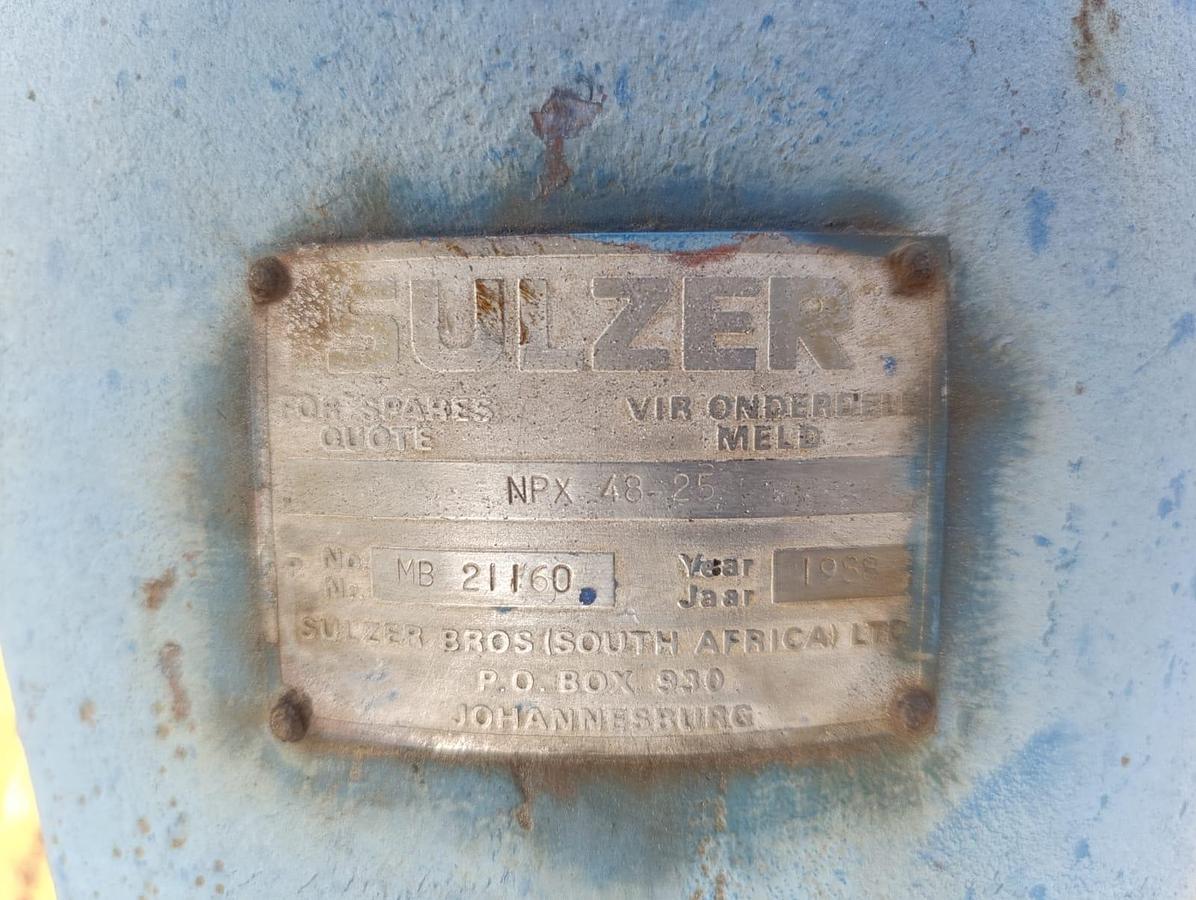 SULZER
FOR SPARES VIR ONDERDELE
QUOTE MELD
NPX 48-25
No. MB 21160 Year
Nr. Jaar
SULZER BROS (SOUTH AFRICA) LTD
P.O. BOX 930
JOHANNESBURG